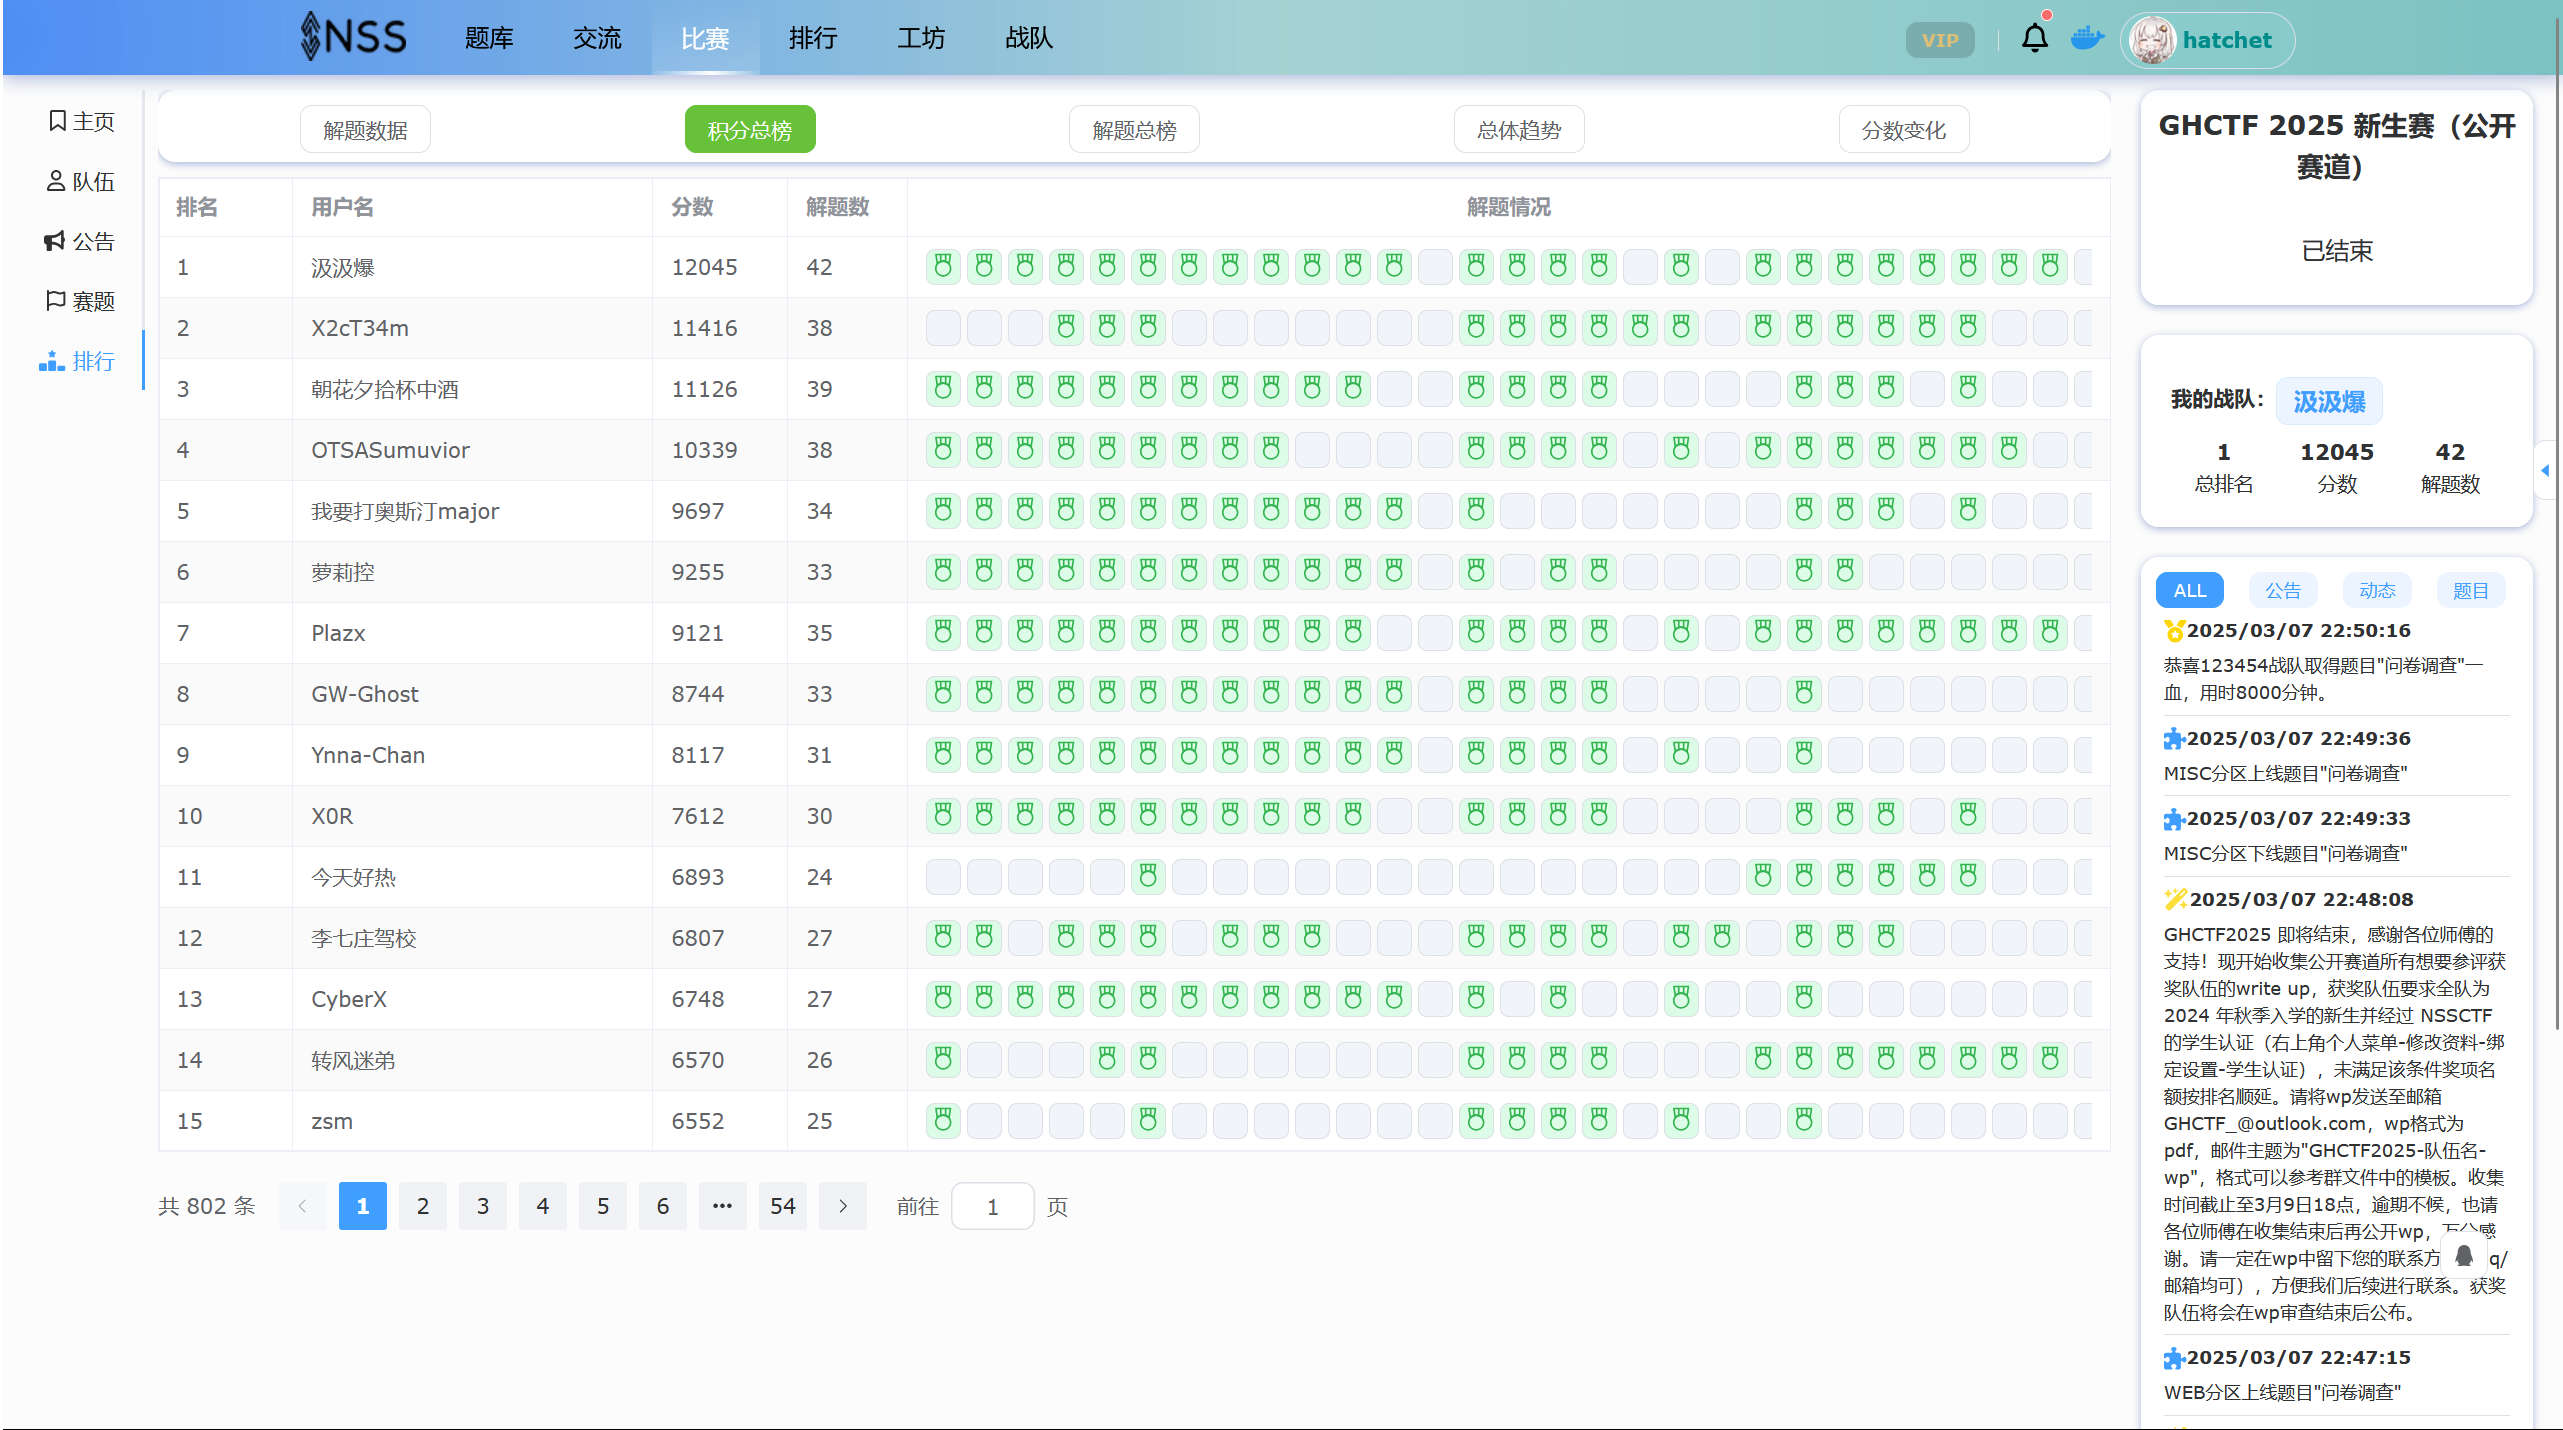 NSS 题库 交流 比赛 排行 工坊 战队 VIP hatchet
主页
队伍
公告
赛题
排行
解题数据 积分总榜 解题总榜 总体趋势 分数变化
排名 用户名 分数 解题数 解题情况
1 汲汲爆 12045 42
2 X2cT34m 11416 38
3 朝花夕拾杯中酒 11126 39
4 OTSASumuvior 10339 38
5 我要打奥斯汀major 9697 34
6 萝莉控 9255 33
7 Plazx 9121 35
8 GW-Ghost 8744 33
9 Ynna-Chan 8117 31
10 X0R 7612 30
11 今天好热 6893 24
12 李七庄驾校 6807 27
13 CyberX 6748 27
14 转风迷弟 6570 26
15 zsm 6552 25
共 802 条 1 2 3 4 5 6 ••• 54 前往 1 页
GHCTF 2025 新生赛（公开
赛道）
已结束
我的战队： 汲汲爆
1 12045 42
总排名 分数 解题数
ALL 公告 动态 题目
2025/03/07 22:50:16
恭喜123454战队取得题目"问卷调查"一
血，用时8000分钟。
2025/03/07 22:49:36
MISC分区上线题目"问卷调查"
2025/03/07 22:49:33
MISC分区下线题目"问卷调查"
2025/03/07 22:48:08
GHCTF2025 即将结束，感谢各位师傅的
支持！现开始收集公开赛道所有想要参评获
奖队伍的write up，获奖队伍要求全队为
2024 年秋季入学的新生并经过 NSSCTF
的学生认证（右上角个人菜单-修改资料-绑
定设置-学生认证），未满足该条件奖项名
额按排名顺延。请将wp发送至邮箱
GHCTF_@outlook.com，wp格式为
pdf，邮件主题为"GHCTF2025-队伍名-
wp"，格式可以参考群文件中的模板。收集
时间截止至3月9日18点，逾期不候，也请
各位师傅在收集结束后再公开wp，万分感
谢。请一定在wp中留下您的联系方 q/
邮箱均可），方便我们后续进行联系。获奖
队伍将会在wp审查结束后公布。
2025/03/07 22:47:15
WEB分区上线题目"问卷调查"